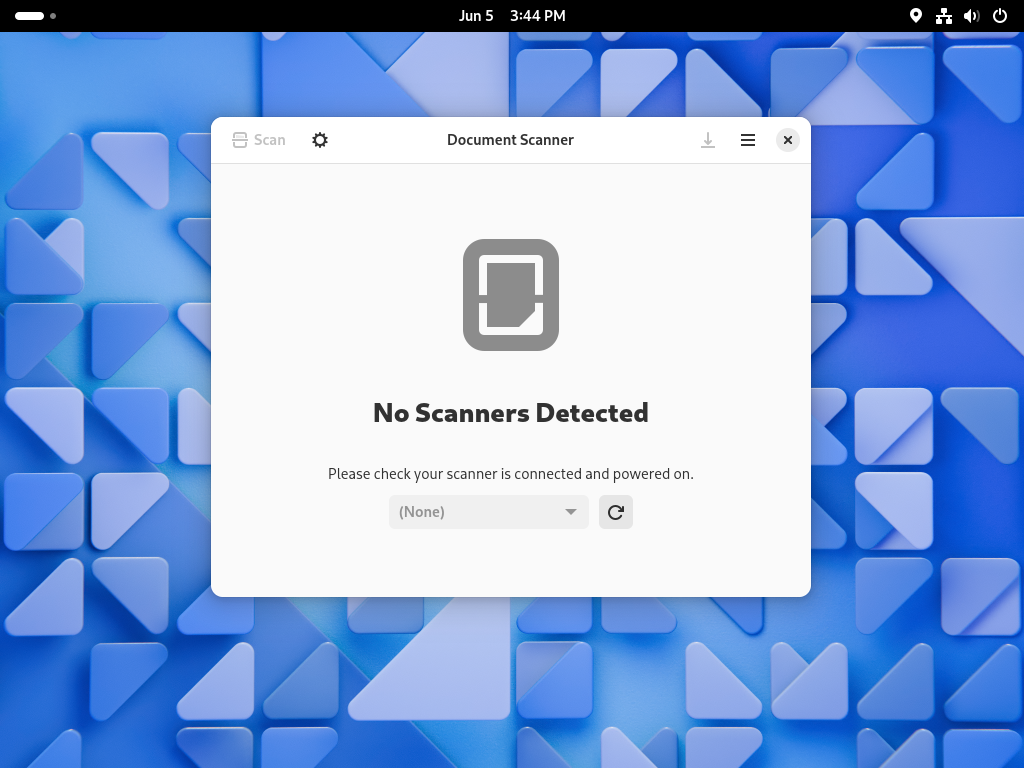 Jun 5 3:44 PM
Scan
Document Scanner
No Scanners Detected
Please check your scanner is connected and powered on.
(None)